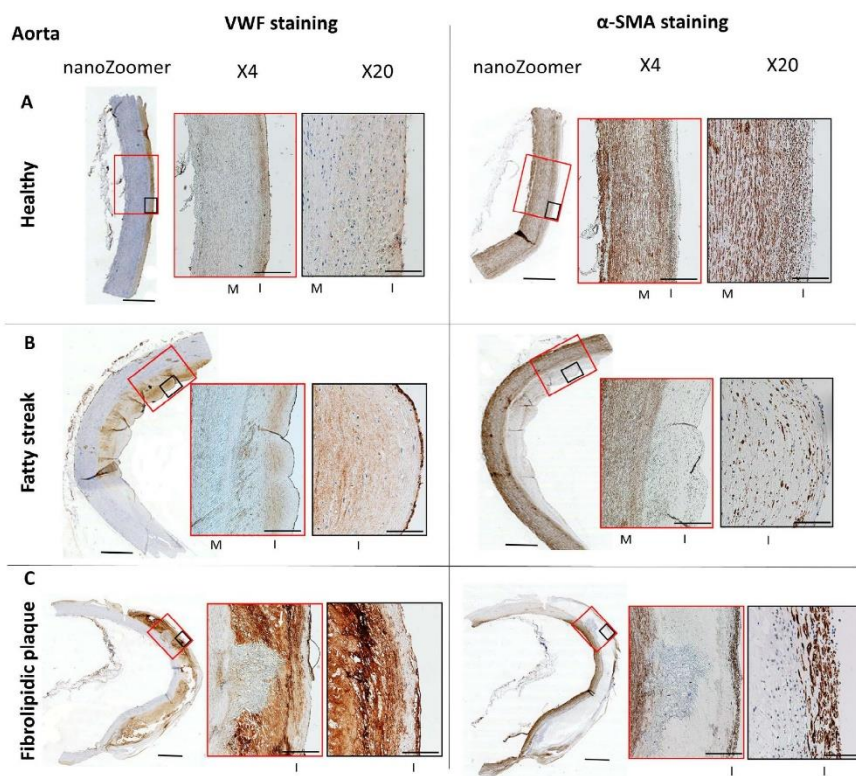 Aorta
VWF staining
α-SMA staining
nanoZoomer X4 X20
nanoZoomer X4 X20
A
Healthy
M I M I
M I M I
B
Fatty streak
M I I
M I I
C
Fibrolipidic plaque
I I
I I